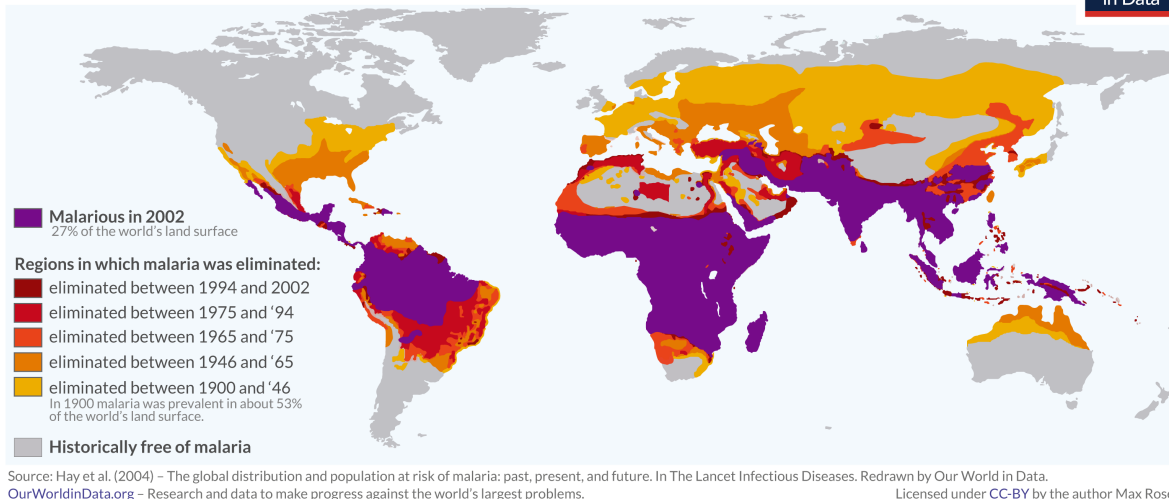 in Data
Malarious in 2002
27% of the world's land surface
Regions in which malaria was eliminated:
eliminated between 1994 and 2002
eliminated between 1975 and ‘94
eliminated between 1965 and ‘75
eliminated between 1946 and ‘65
eliminated between 1900 and ‘46
In 1900 malaria was prevalent in about 53%
of the world's land surface.
Historically free of malaria
Source: Hay et al. (2004) – The global distribution and population at risk of malaria: past, present, and future. In The Lancet Infectious Diseases. Redrawn by Our World in Data.
OurWorldinData.org – Research and data to make progress against the world's largest problems.
Licensed under CC-BY by the author Max Ros